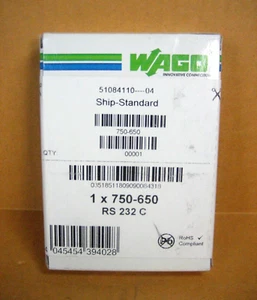 WAGO
INNOVATIVE CONNECTIONS
51084110----04
Ship-Standard
750-650
QTY
00001
1 x 750-650
RS 232 C
RoHS ✓
Compliant
4 045454 394028